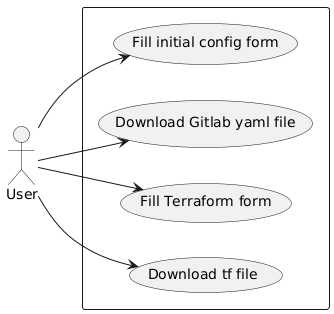 Fill initial config form
Download Gitlab yaml file
User
Fill Terraform form
Download tf file